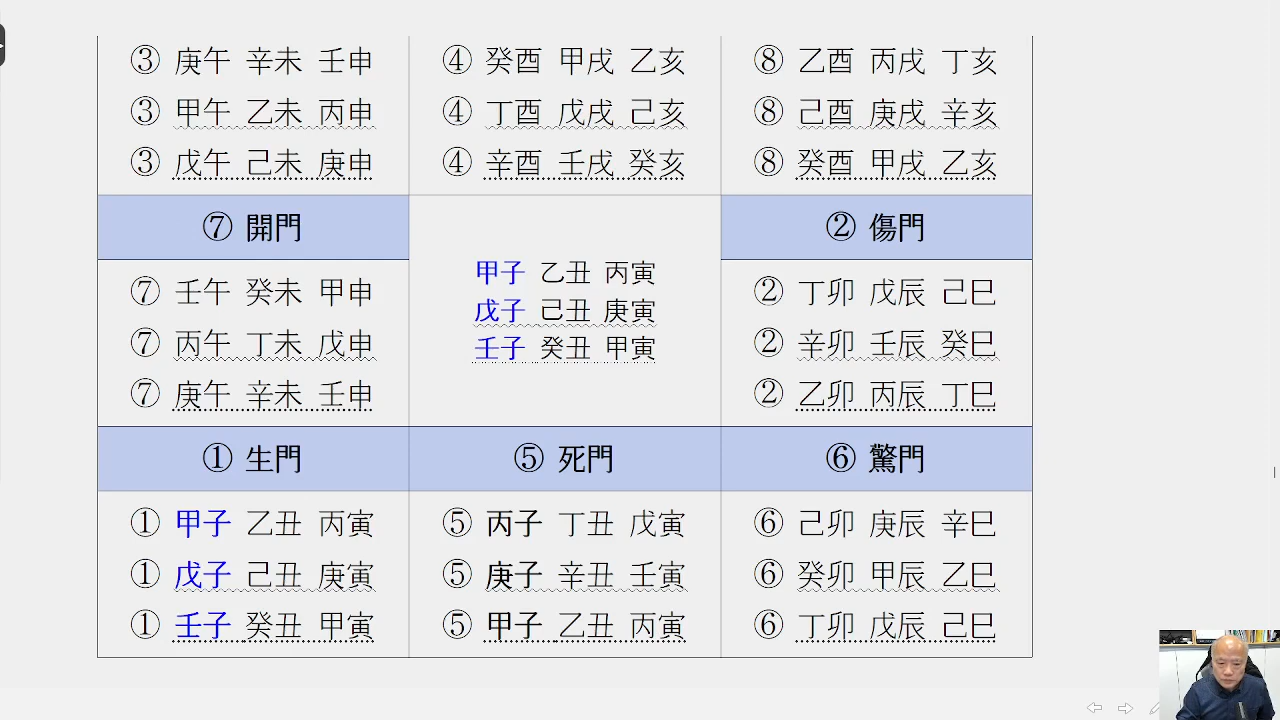 ③ 庚午 辛未 壬申
③ 甲午 乙未 丙申
③ 戊午 己未 庚申
④ 癸酉 甲戌 乙亥
④ 丁酉 戊戌 己亥
④ 辛酉 壬戌 癸亥
⑧ 乙酉 丙戌 丁亥
⑧ 己酉 庚戌 辛亥
⑧ 癸酉 甲戌 乙亥
⑦ 開門
⑦ 壬午 癸未 甲申
⑦ 丙午 丁未 戊申
⑦ 庚午 辛未 壬申
甲子 乙丑 丙寅
戊子 己丑 庚寅
壬子 癸丑 甲寅
② 傷門
② 丁卯 戊辰 己巳
② 辛卯 壬辰 癸巳
② 乙卯 丙辰 丁巳
① 生門
① 甲子 乙丑 丙寅
① 戊子 己丑 庚寅
① 壬子 癸丑 甲寅
⑤ 死門
⑤ 丙子 丁丑 戊寅
⑤ 庚子 辛丑 壬寅
⑤ 甲子 乙丑 丙寅
⑥ 驚門
⑥ 己卯 庚辰 辛巳
⑥ 癸卯 甲辰 乙巳
⑥ 丁卯 戊辰 己巳